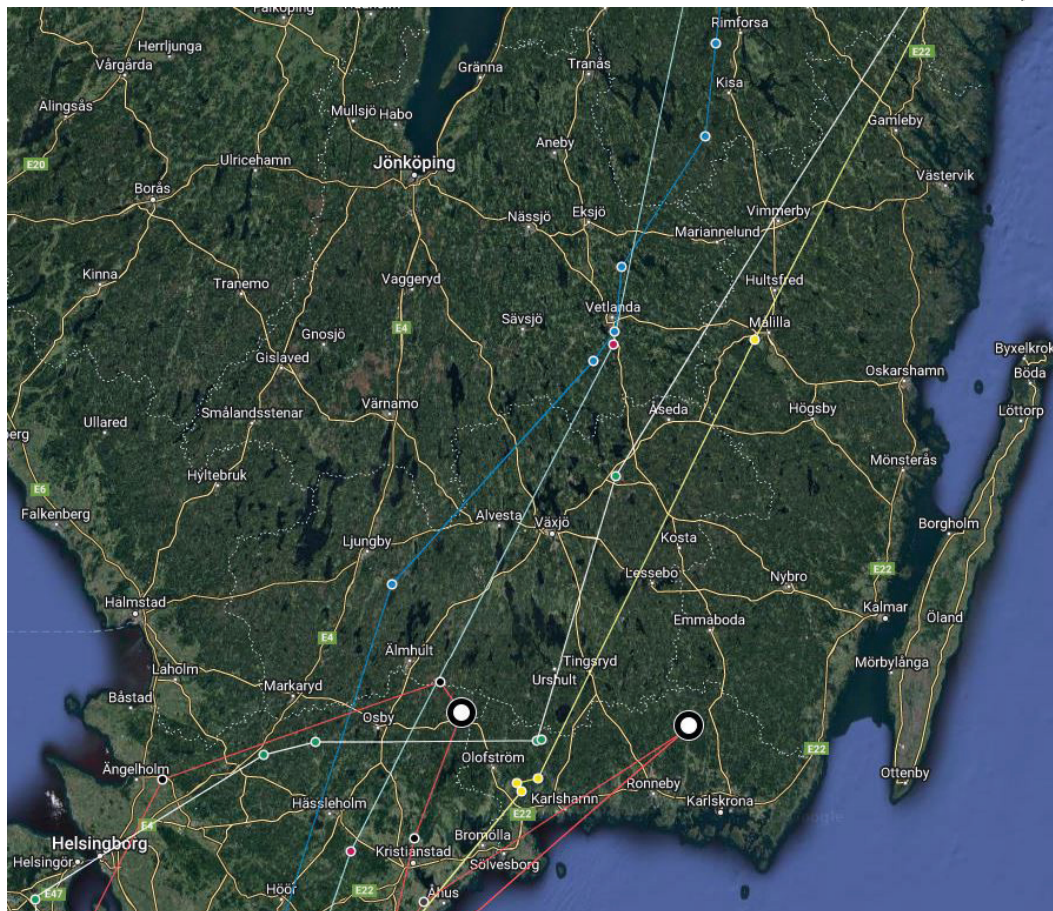 Falköping
Rimforsa
Herrljunga
Vårgårda
Gränna
Tranås
E22
Kisa
Alingsås
Mullsjö
Habo
Gamleby
Aneby
E20
Ulricehamn
Jönköping
Västervik
Borås
Nässjö
Eksjö
Vimmerby
Mariannelund
Kinna
Tranemo
Vaggeryd
Hultsfred
Vetlanda
Sävsjö
Målilla
E4
Gnosjö
Gislaved
Byxelkrok
Böda
Oskarshamn
Värnamo
Åseda
Högsby
Löttorp
Ullared
Smålandsstenar
Hyltebruk
Mönsterås
E6
Falkenberg
Alvesta
Växjö
Borgholm
Ljungby
Kosta
E22
Lessebo
Nybro
Halmstad
Kalmar
Öland
E4
Emmaboda
Älmhult
Tingsryd
Mörbylånga
Laholm
Urshult
Båstad
Markaryd
Osby
E22
Olofström
Ängelholm
Ottenby
Ronneby
Hässleholm
Karlshamn
Karlskrona
E22
E4
Helsingborg
Bromölla
Kristianstad
Helsingör
Sölvesborg
E47
Höör
E22
Åhus